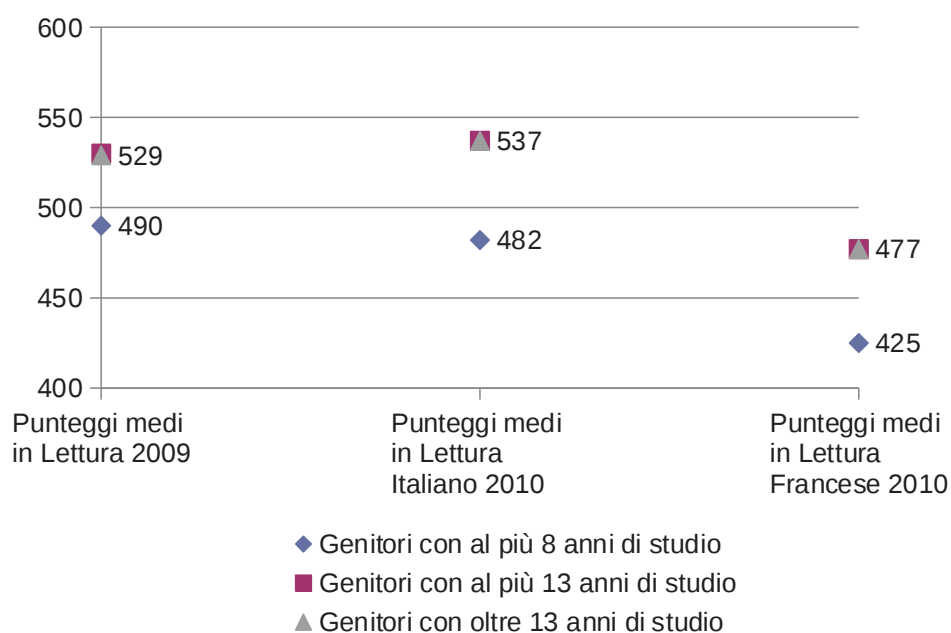 600
550
529
537
500
490
482
477
450
425
400
Punteggi medi
in Lettura 2009
Punteggi medi
in Lettura
Italiano 2010
Punteggi medi
in Lettura
Francese 2010
Genitori con al più 8 anni di studio
Genitori con al più 13 anni di studio
Genitori con oltre 13 anni di studio